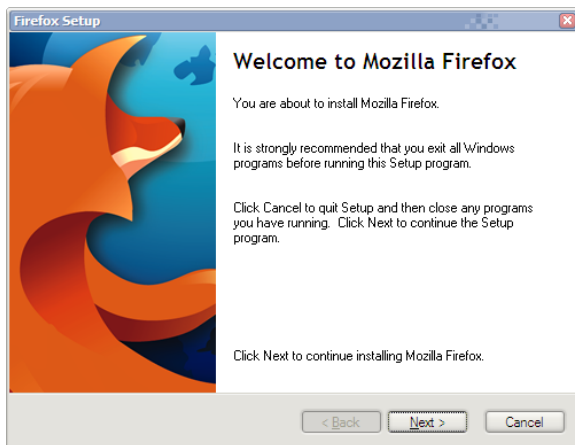 Firefox Setup
Welcome to Mozilla Firefox
You are about to install Mozilla Firefox.
It is strongly recommended that you exit all Windows
programs before running this Setup program.
Click Cancel to quit Setup and then close any programs
you have running.  Click Next to continue the Setup
program.
Click Next to continue installing Mozilla Firefox.
< Back
Next >
Cancel